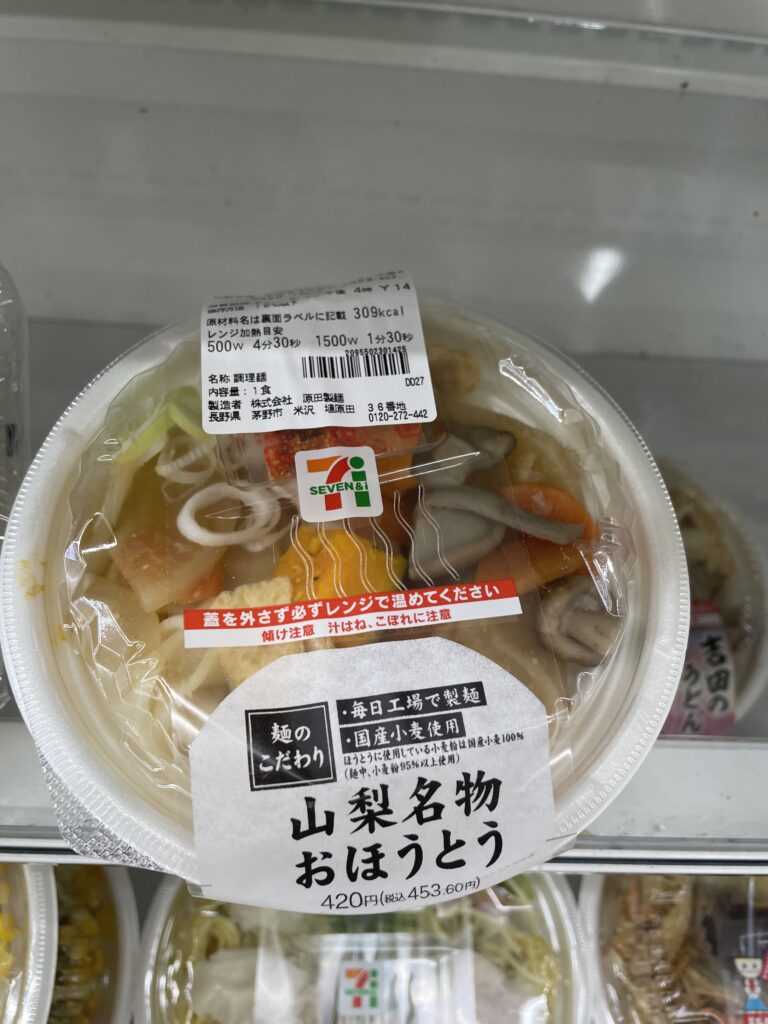 4時 Y 14
原材料名は裏面ラベルに記載 309kcal
レンジ加熱目安
500W 4分30秒 1500W 1分30秒
2095502301425
DD27
名称 調理麺
内容量:1食
製造者 株式会社 原田製麺
長野県 茅野市 米沢 埴原田 36番地
0120-272-442
7i
SEVEN&i
蓋を外さず必ずレンジで温めてください
傾け注意 汁はね、こぼれに注意
麺の
こだわり
・毎日工場で製麺
・国産小麦使用
ほうとうに使用している小麦粉は国産小麦100%
(麺中、小麦粉95%以上使用)
山梨名物
おほうとう
420円(税込453.60円)
吉田の
うどん